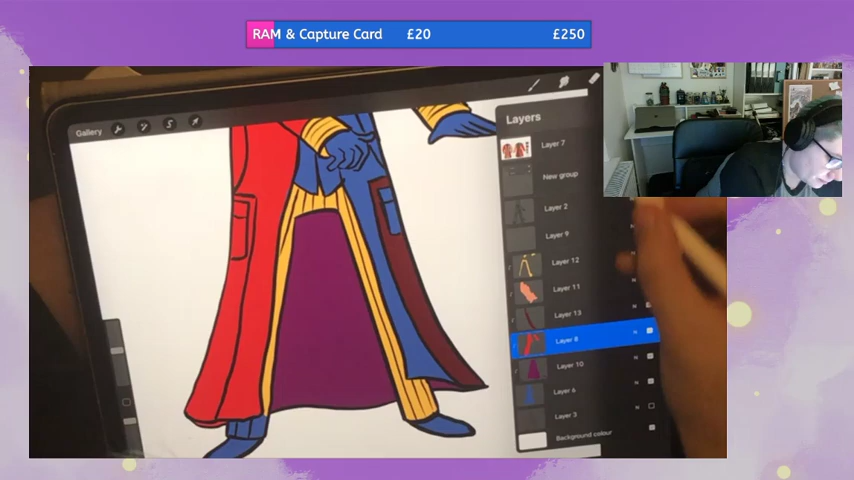 RAM & Capture Card £20 £250
Gallery
Layers
Layer 7
New group
Layer 2
Layer 9
Layer 12
Layer 11
Layer 13
Layer 8
Layer 10
Layer 6
Layer 3
Background colour